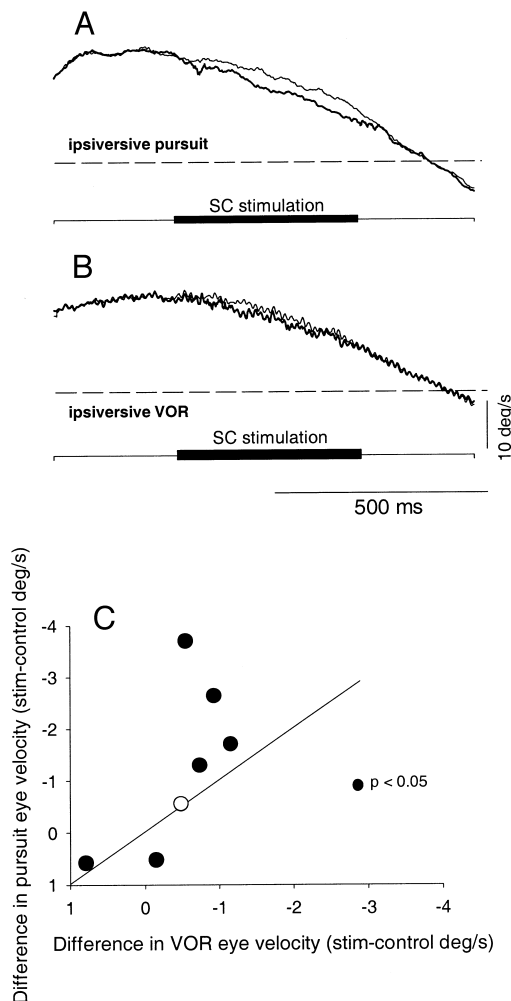 A
ipsiversive pursuit
SC stimulation
B
ipsiversive VOR
SC stimulation
10 deg/s
500 ms
C
Difference in pursuit eye velocity (stim-control deg/s)
-4
-3
-2
-1
0
1
p < 0.05
1 0 -1 -2 -3 -4
Difference in VOR eye velocity (stim-control deg/s)